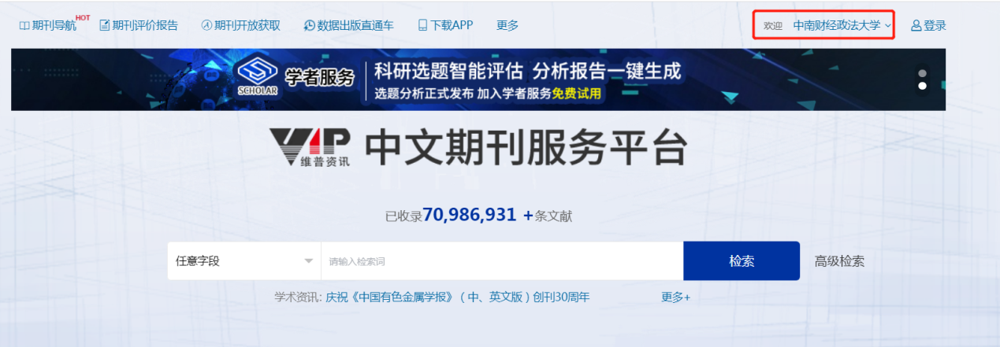 期刊导航 HOT 期刊评价报告 期刊开放获取 数据出版直通车 下载APP 更多 欢迎 中南财经政法大学 登录
SCHOLAR 学者服务
科研选题智能评估 分析报告一键生成
选题分析正式发布 加入学者服务免费试用
VIP 维普资讯 中文期刊服务平台
已收录70,986,931 +条文献
任意字段 请输入检索词 检索 高级检索
学术资讯: 庆祝《中国有色金属学报》（中、英文版）创刊30周年 更多+